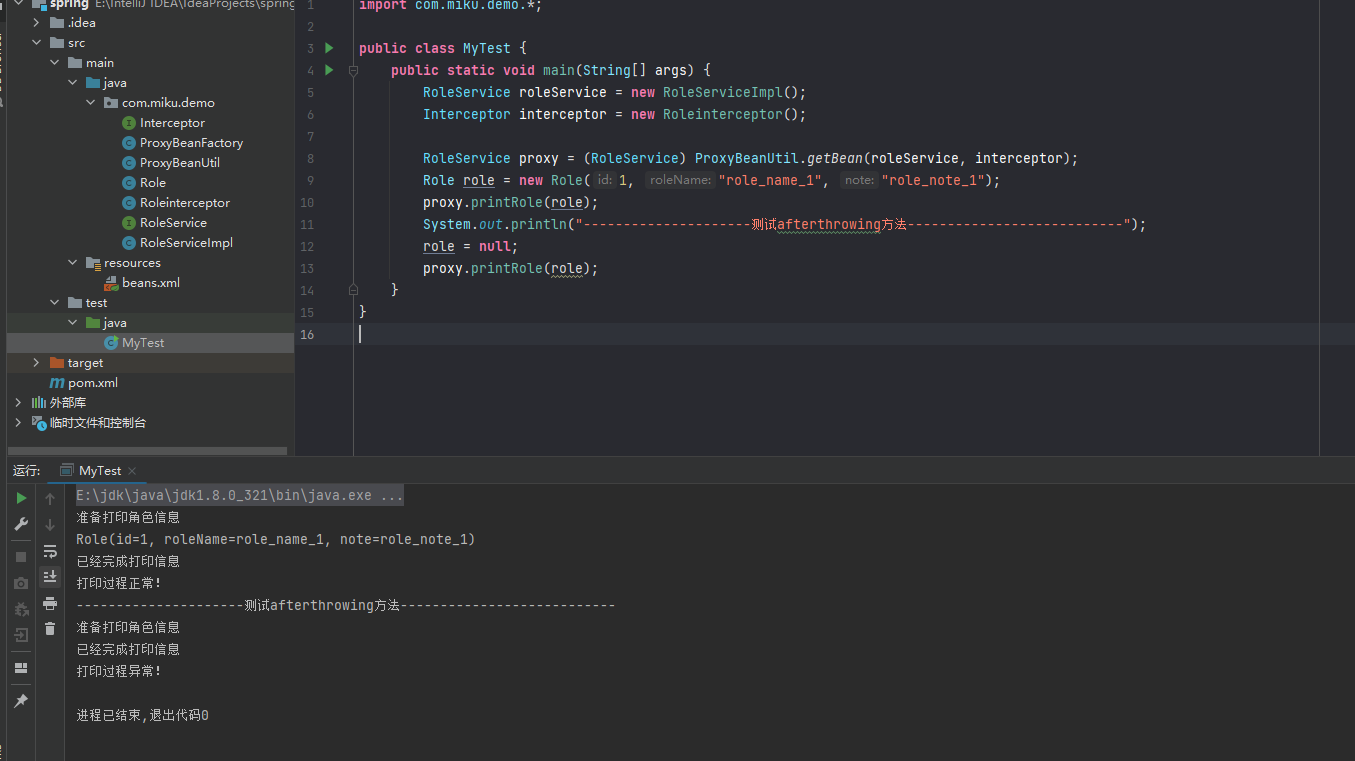 spring E:\IntelliJ IDEA\IdeaProjects\spring
.idea
src
main
java
com.miku.demo
Interceptor
ProxyBeanFactory
ProxyBeanUtil
Role
Roleinterceptor
RoleService
RoleServiceImpl
resources
beans.xml
test
java
MyTest
target
pom.xml
外部库
临时文件和控制台
1 import com.miku.demo.*;
2
3 public class MyTest {
4 public static void main(String[] args) {
5 RoleService roleService = new RoleServiceImpl();
6 Interceptor interceptor = new Roleinterceptor();
7
8 RoleService proxy = (RoleService) ProxyBeanUtil.getBean(roleService, interceptor);
9 Role role = new Role( id: 1, roleName: "role_name_1", note: "role_note_1");
10 proxy.printRole(role);
11 System.out.println("---------------------测试afterthrowing方法---------------------------");
12 role = null;
13 proxy.printRole(role);
14 }
15 }
16
运行: MyTest
E:\jdk\java\jdk1.8.0_321\bin\java.exe ...
准备打印角色信息
Role(id=1, roleName=role_name_1, note=role_note_1)
已经完成打印信息
打印过程正常!
---------------------测试afterthrowing方法---------------------------
准备打印角色信息
已经完成打印信息
打印过程异常!
进程已结束,退出代码0